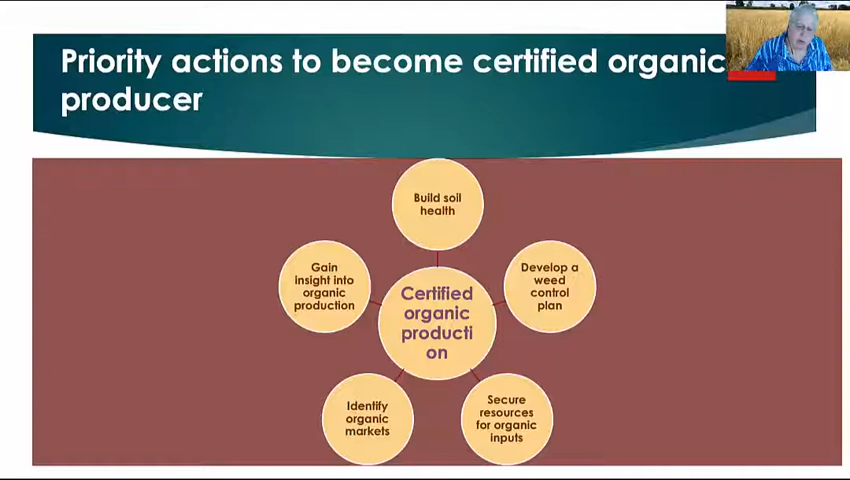 Priority actions to become certified organic
producer
Build soil
health
Gain
insight into
organic
production
Develop a
weed
control
plan
Certified
organic
producti
on
Identify
organic
markets
Secure
resources
for organic
inputs